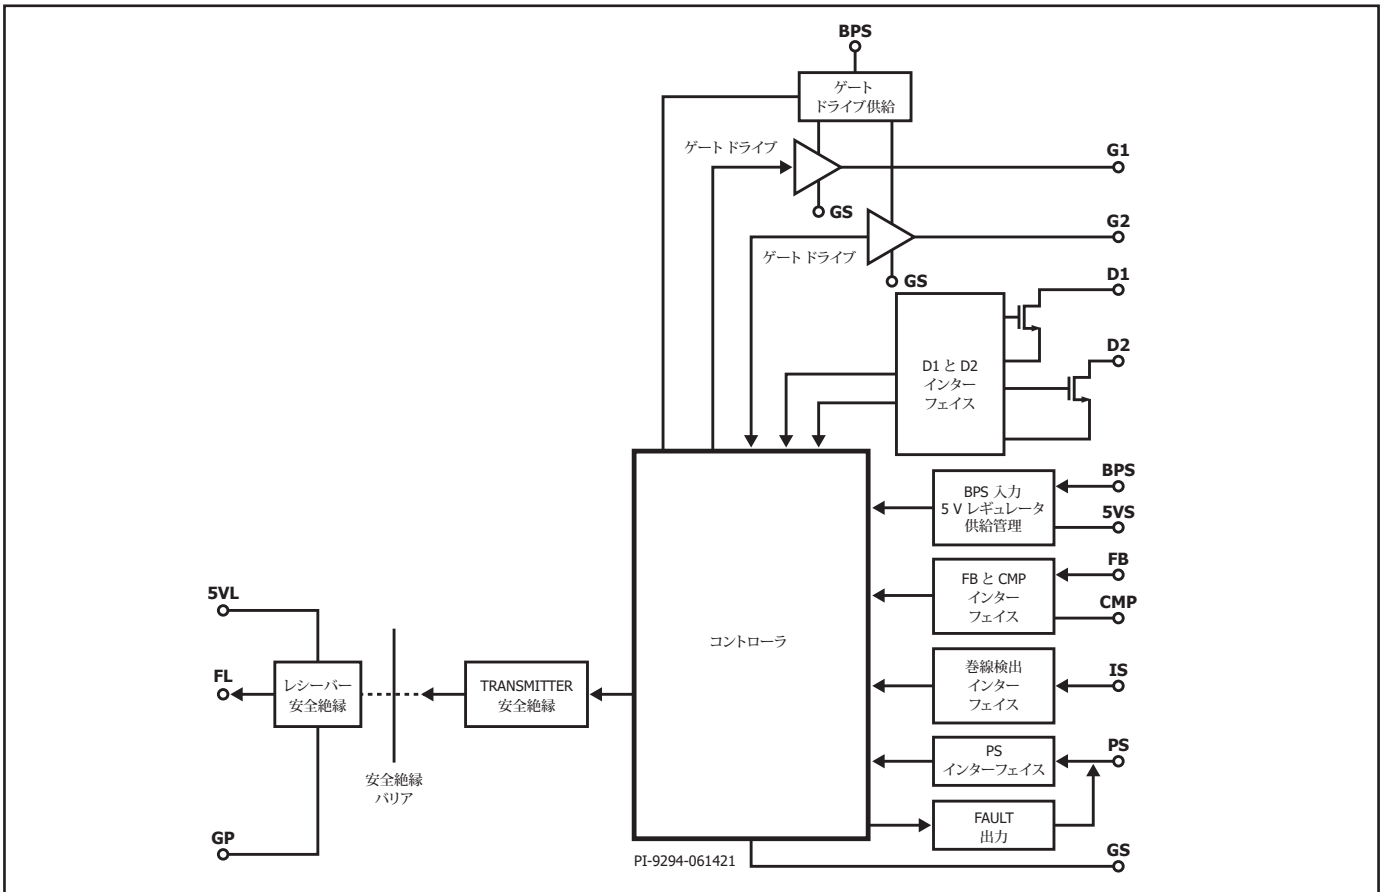 BPS
ゲート
ドライブ供給
ゲート ドライブ
G1
GS
G2
ゲート ドライブ
GS
D1
D2
D1 と D2
インター
フェイス
BPS
BPS 入力
5 V レギュレータ
供給管理
5VS
FB
FB と CMP
インター
フェイス
CMP
5VL
コントローラ
巻線検出
インター
フェイス
IS
FL
レシーバー
安全絶縁
TRANSMITTER
安全絶縁
安全絶縁
バリア
PS
PS
インターフェイス
FAULT
出力
GP
PI-9294-061421
GS